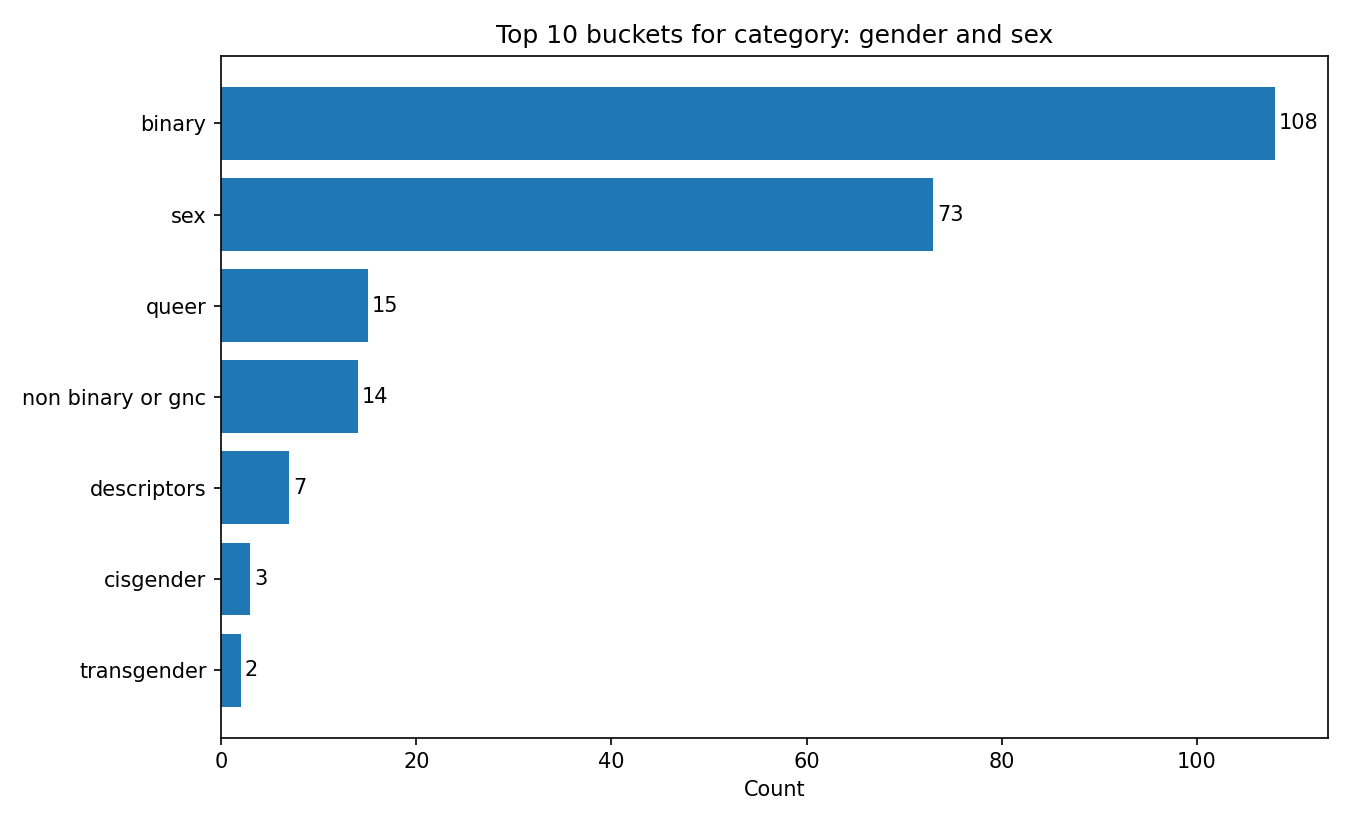 Top 10 buckets for category: gender and sex
binary
108
sex
73
queer
15
non binary or gnc
14
descriptors
7
cisgender
3
transgender
2
0 20 40 60 80 100
Count